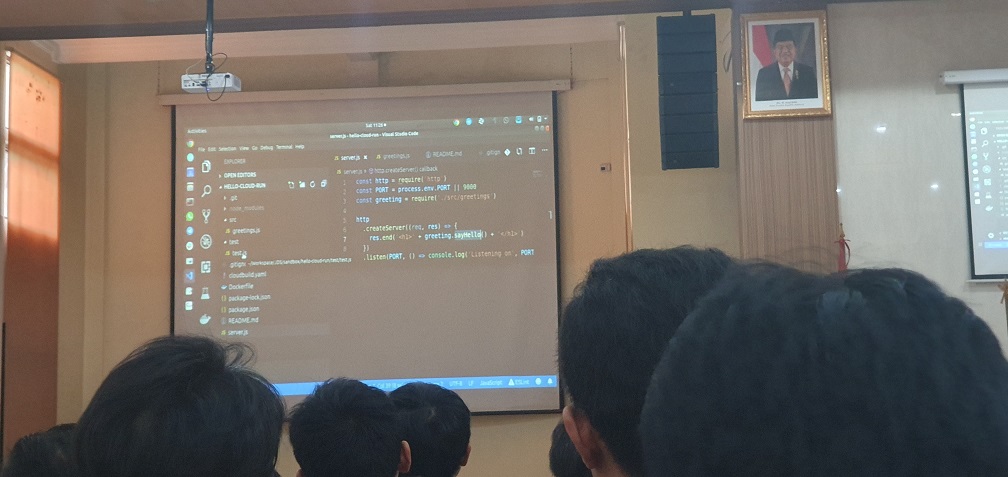 Activities
server.js - hello-cloud-run - Visual Studio Code
File Edit Selection View Go Debug Terminal Help
EXPLORER
OPEN EDITORS
HELLO-CLOUD-RUN
.git
node_modules
src
greetings.js
test
test.js
.gitignore
cloudbuild.yaml
Dockerfile
package-lock.json
package.json
README.md
server.js
server.js greetings.js README.md .gitign
server.js http.createServer() callback
1 const http = require('http')
2 const PORT = process.env.PORT || 9000
3 const greeting = require('./src/greetings')
4
5 http
6 .createServer((req, res) => {
7 res.end('<h1>' + greeting.sayHello() + '</h1>')
8 })
9 .listen(PORT, () => console.log('Listening on', PORT
UTF-8 LF JavaScript ESLint